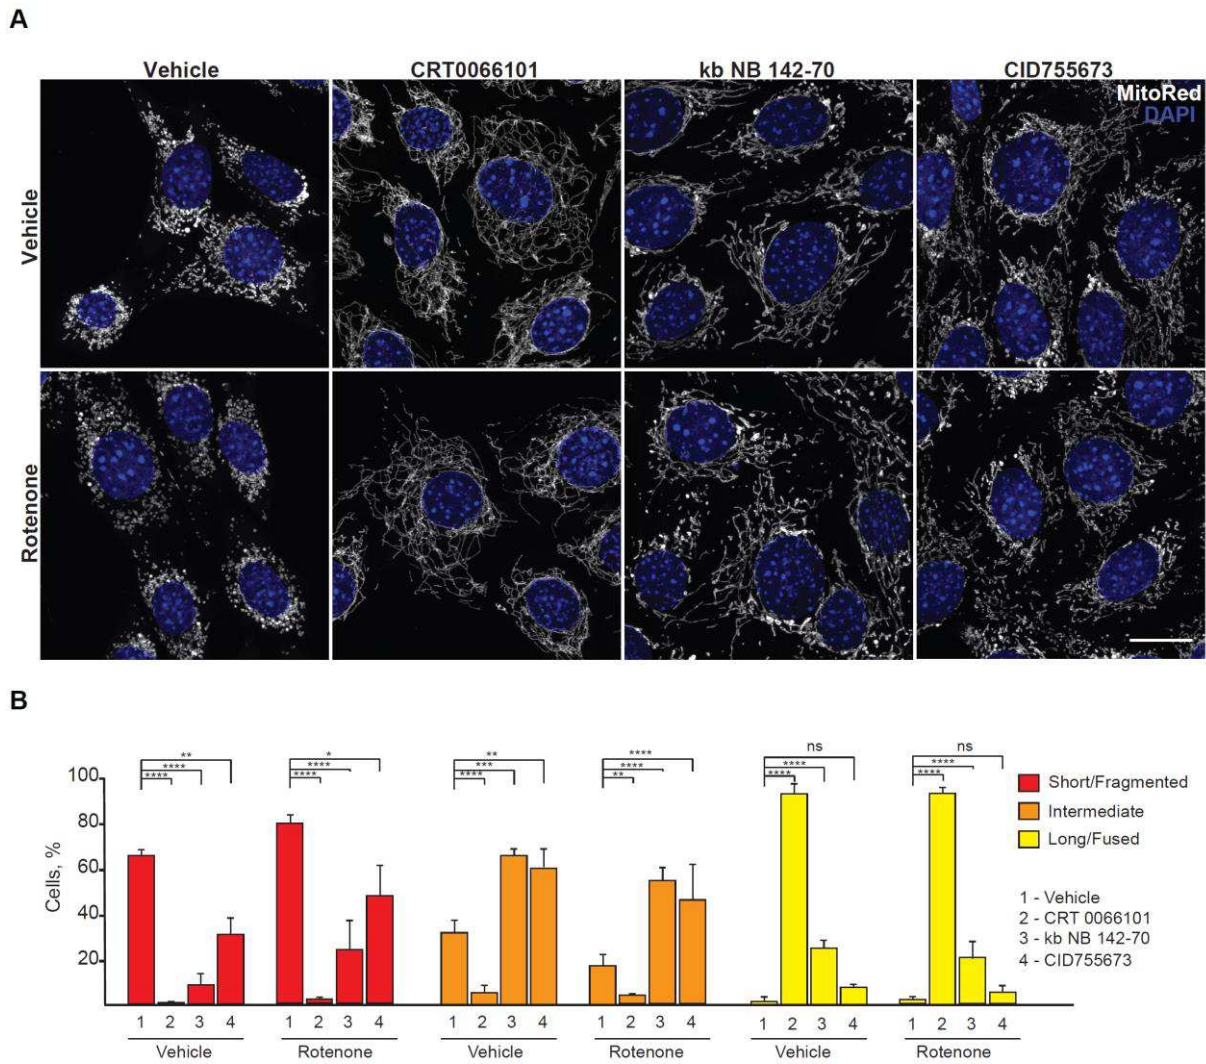 A
Vehicle CRT0066101 kb NB 142-70 CID755673
MitoRed
DAPI
Vehicle
Rotenone
B
Cells, %
100
80
60
40
20
**
****
****
*
****
****
**
***
****
****
****
**
ns
****
****
ns
****
****
Short/Fragmented
Intermediate
Long/Fused
1 - Vehicle
2 - CRT 0066101
3 - kb NB 142-70
4 - CID755673
1 2 3 4 1 2 3 4 1 2 3 4 1 2 3 4 1 2 3 4 1 2 3 4
Vehicle Rotenone Vehicle Rotenone Vehicle Rotenone